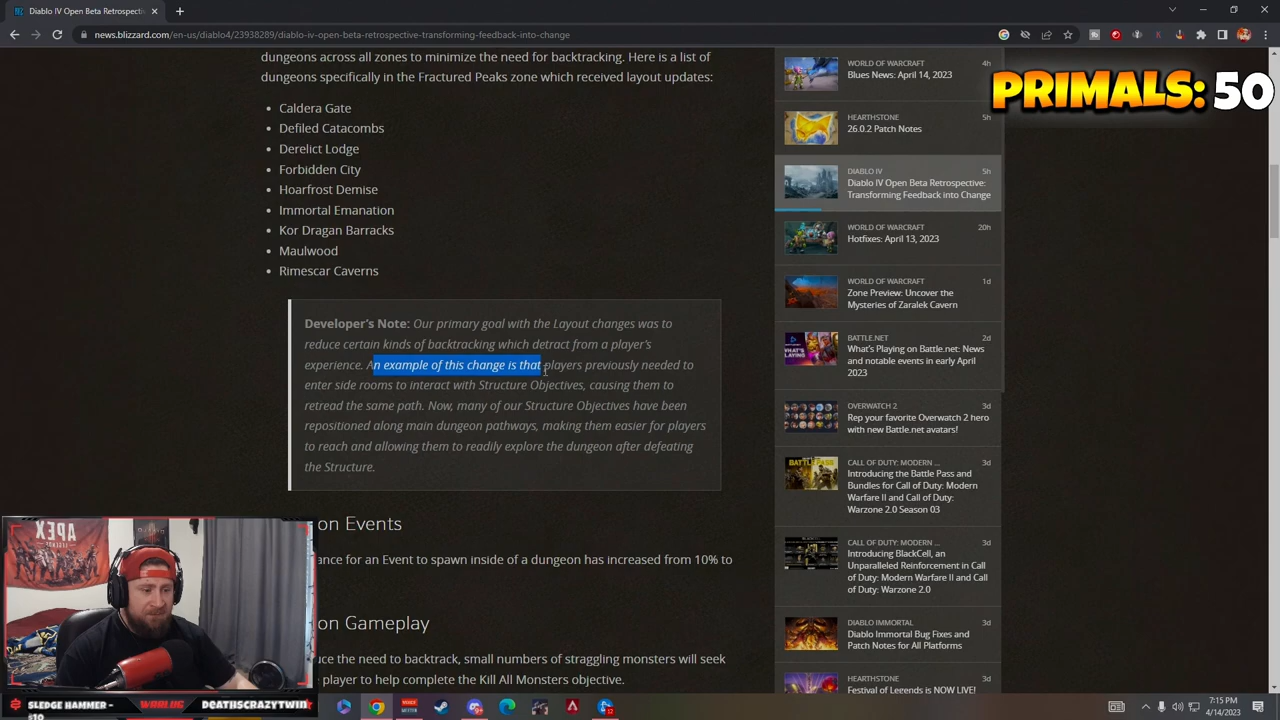 Diablo IV Open Beta Retrospec
news.blizzard.com/en-us/diablo4/23938289/diablo-iv-open-beta-retrospective-transforming-feedback-into-change
dungeons across all zones to minimize the need for backtracking. Here is a list of
dungeons specifically in the Fractured Peaks zone which received layout updates:
Caldera Gate
Defiled Catacombs
Derelict Lodge
Forbidden City
Hoarfrost Demise
Immortal Emanation
Kor Dragan Barracks
Maulwood
Rimescar Caverns
Developer's Note: Our primary goal with the Layout changes was to
reduce certain kinds of backtracking which detract from a player's
experience. An example of this change is that players previously needed to
enter side rooms to interact with Structure Objectives, causing them to
retread the same path. Now, many of our Structure Objectives have been
repositioned along main dungeon pathways, making them easier for players
to reach and allowing them to readily explore the dungeon after defeating
the Structure.
on Events
ance for an Event to spawn inside of a dungeon has increased from 10% to
on Gameplay
uce the need to backtrack, small numbers of straggling monsters will seek
player to help complete the Kill All Monsters objective.
WORLD OF WARCRAFT 4h
Blues News: April 14, 2023
HEARTHSTONE 5h
26.0.2 Patch Notes
DIABLO IV 5h
Diablo IV Open Beta Retrospective:
Transforming Feedback into Change
WORLD OF WARCRAFT 20h
Hotfixes: April 13, 2023
WORLD OF WARCRAFT 1d
Zone Preview: Uncover the
Mysteries of Zaralek Cavern
BATTLE.NET 2d
What's Playing on Battle.net: News
and notable events in early April
2023
OVERWATCH 2 3d
Rep your favorite Overwatch 2 hero
with new Battle.net avatars!
CALL OF DUTY: MODERN ... 3d
Introducing the Battle Pass and
Bundles for Call of Duty: Modern
Warfare II and Call of Duty:
Warzone 2.0 Season 03
CALL OF DUTY: MODERN ... 3d
Introducing BlackCell, an
Unparalleled Reinforcement in Call
of Duty: Modern Warfare II and Call
of Duty: Warzone 2.0
DIABLO IMMORTAL 3d
Diablo Immortal Bug Fixes and
Patch Notes for All Platforms
HEARTHSTONE 3d
Festival of Legends is NOW LIVE!
PRIMALS: 50
APEX
SLEDGE HAMMER -
$10
WORLUG
DEATHISCRAZYTWIN
7:15 PM
4/14/2023